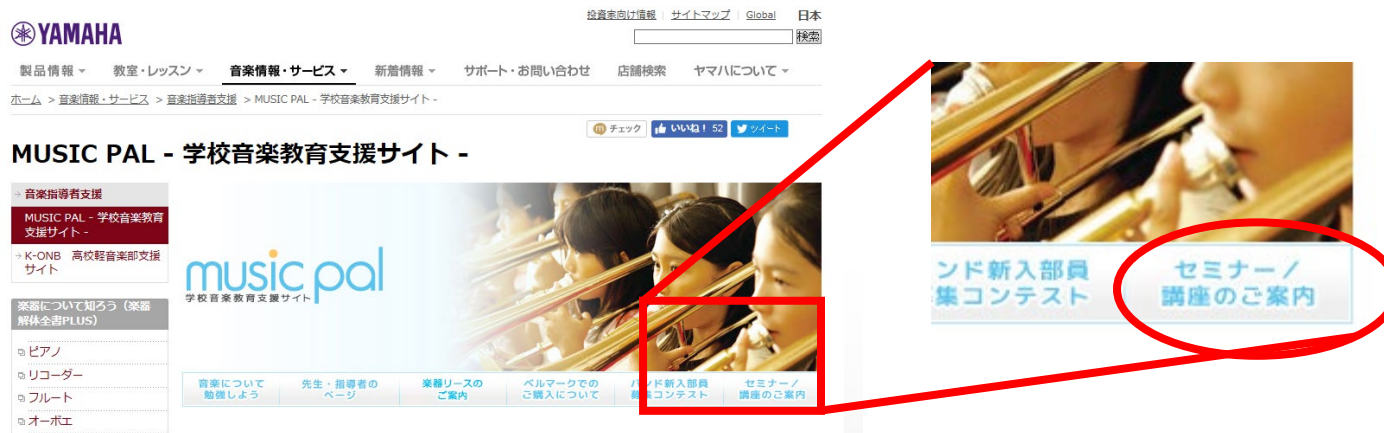 投資家向け情報 | サイトマップ | Global 日本
YAMAHA
検索
製品情報 教室・レッスン 音楽情報・サービス 新着情報 サポート・お問い合わせ 店舗検索 ヤマハについて
ホーム > 音楽情報・サービス > 音楽指導者支援 > MUSIC PAL - 学校音楽教育支援サイト -
チェック いいね! 52 ツイート
MUSIC PAL - 学校音楽教育支援サイト -
音楽指導者支援
MUSIC PAL - 学校音楽教育
支援サイト -
K-ONB 高校軽音楽部支援
サイト
楽器について知ろう（楽器
解体全書PLUS）
ピアノ
リコーダー
フルート
オーボエ
music pal
学校音楽教育支援サイト
音楽について
勉強しよう
先生・指導者の
ページ
楽器リースの
ご案内
ベルマークでの
ご購入について
バンド新入部員
募集コンテスト
セミナー/
講座のご案内
ンド新入部員
集コンテスト
セミナー/
講座のご案内